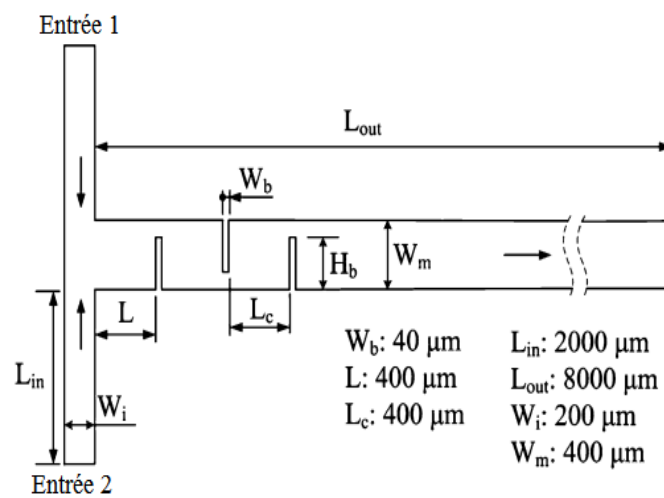 Entrée 1
Lout
Wb
Hb
Wm
L
Lc
Lin
Wi
Wb: 40 μm
L: 400 μm
Lc: 400 μm
Lin: 2000 μm
Lout: 8000 μm
Wi: 200 μm
Wm: 400 μm
Entrée 2